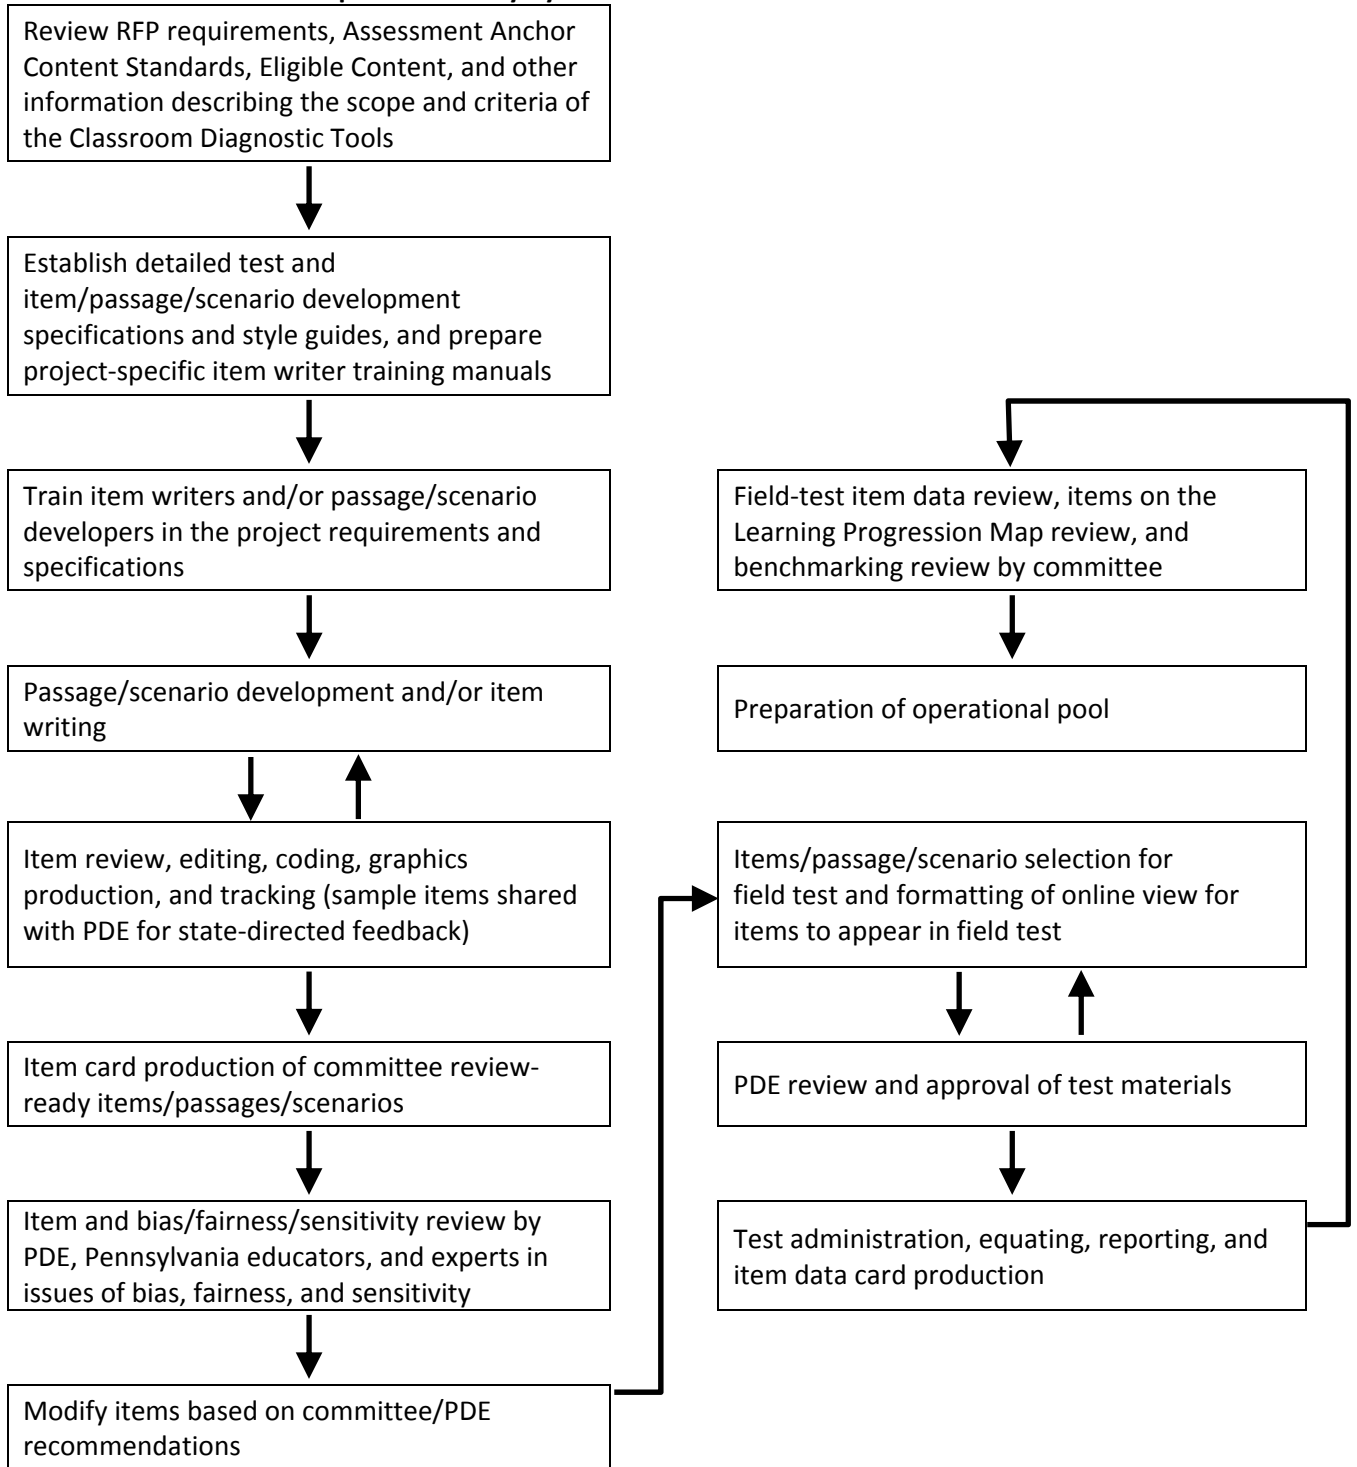 Review RFP requirements, Assessment Anchor
Content Standards, Eligible Content, and other
information describing the scope and criteria of
the Classroom Diagnostic Tools
Establish detailed test and
item/passage/scenario development
specifications and style guides, and prepare
project-specific item writer training manuals
Train item writers and/or passage/scenario
developers in the project requirements and
specifications
Passage/scenario development and/or item
writing
Item review, editing, coding, graphics
production, and tracking (sample items shared
with PDE for state-directed feedback)
Item card production of committee review-
ready items/passages/scenarios
Item and bias/fairness/sensitivity review by
PDE, Pennsylvania educators, and experts in
issues of bias, fairness, and sensitivity
Modify items based on committee/PDE
recommendations
Field-test item data review, items on the
Learning Progression Map review, and
benchmarking review by committee
Preparation of operational pool
Items/passage/scenario selection for
field test and formatting of online view for
items to appear in field test
PDE review and approval of test materials
Test administration, equating, reporting, and
item data card production